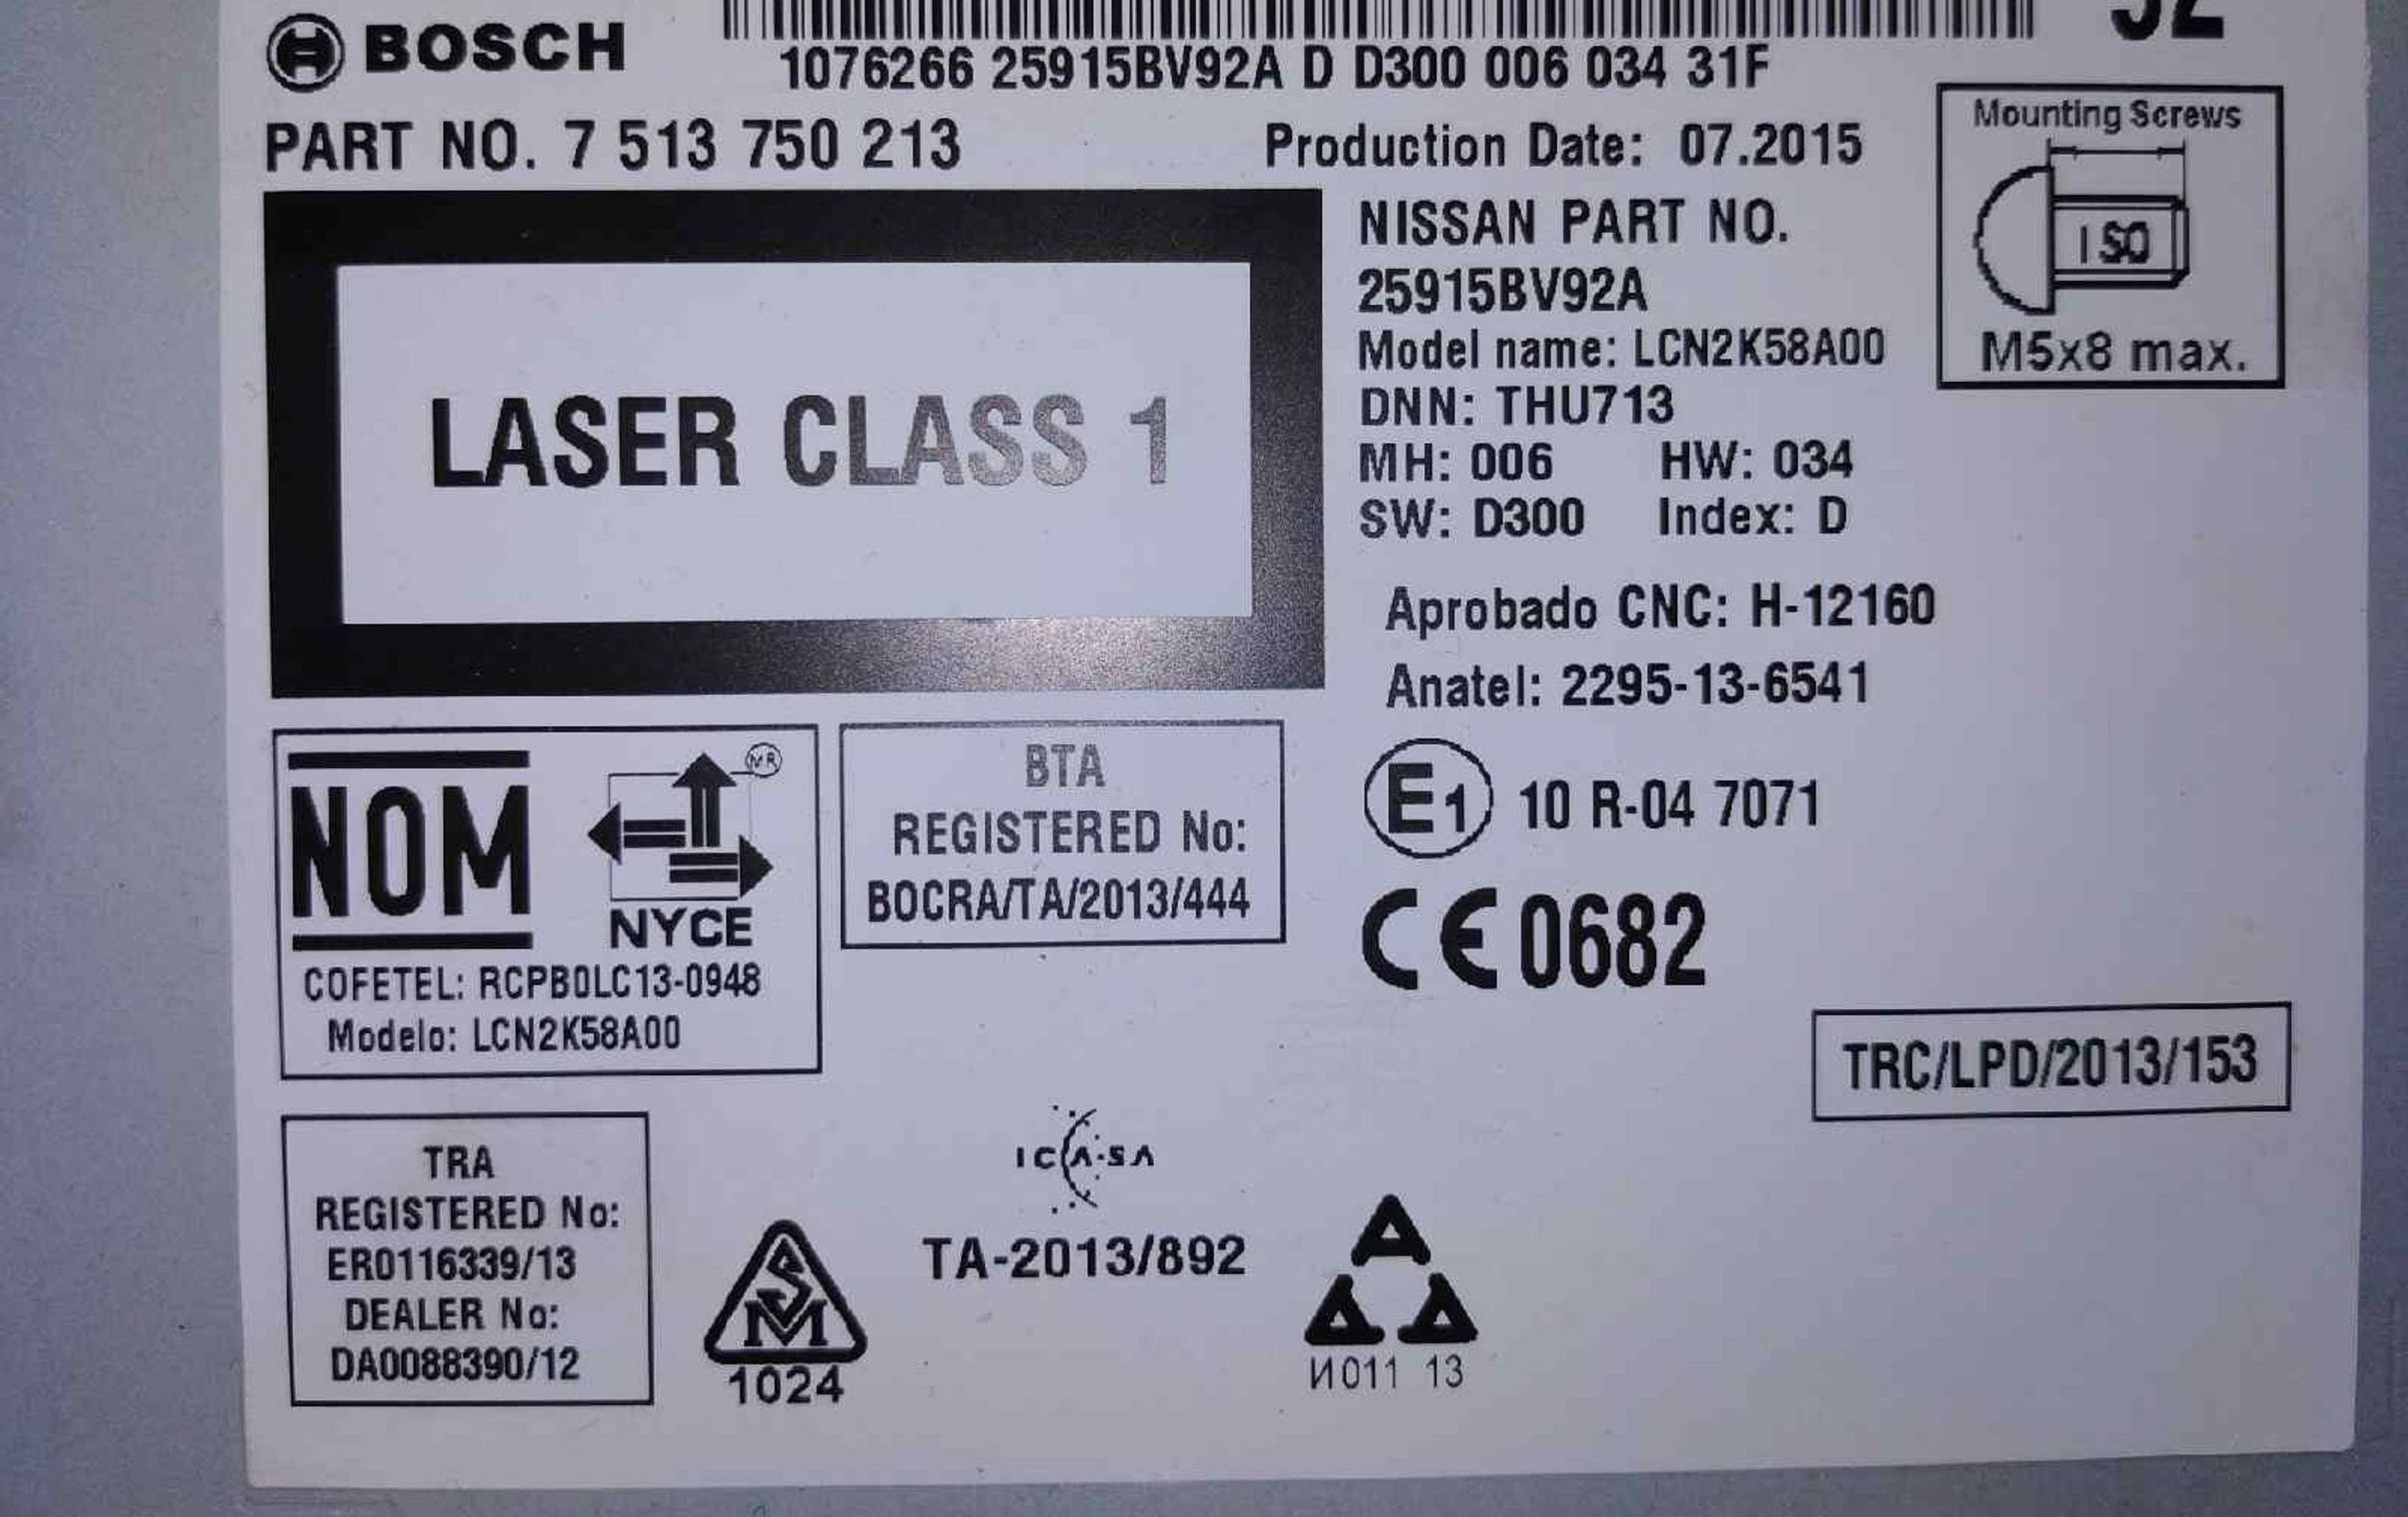 BOSCH
1076266 25915BV92A D D300 006 034 31F
PART NO. 7 513 750 213
Production Date: 07.2015
Mounting Screws
ISO
M5x8 max.
NISSAN PART NO.
25915BV92A
Model name: LCN2K58A00
DNN: THU713
MH: 006 HW: 034
SW: D300 Index: D
LASER CLASS 1
Aprobado CNC: H-12160
Anatel: 2295-13-6541
NOM
MR
NYCE
COFETEL: RCPBOLC13-0948
Modelo: LCN2K58A00
BTA
REGISTERED No:
BOCRA/TA/2013/444
E1 10 R-04 7071
CE 0682
TRC/LPD/2013/153
TRA
REGISTERED No:
ER0116339/13
DEALER No:
DA0088390/12
SM
1024
ICASA
TA-2013/892
И011 13